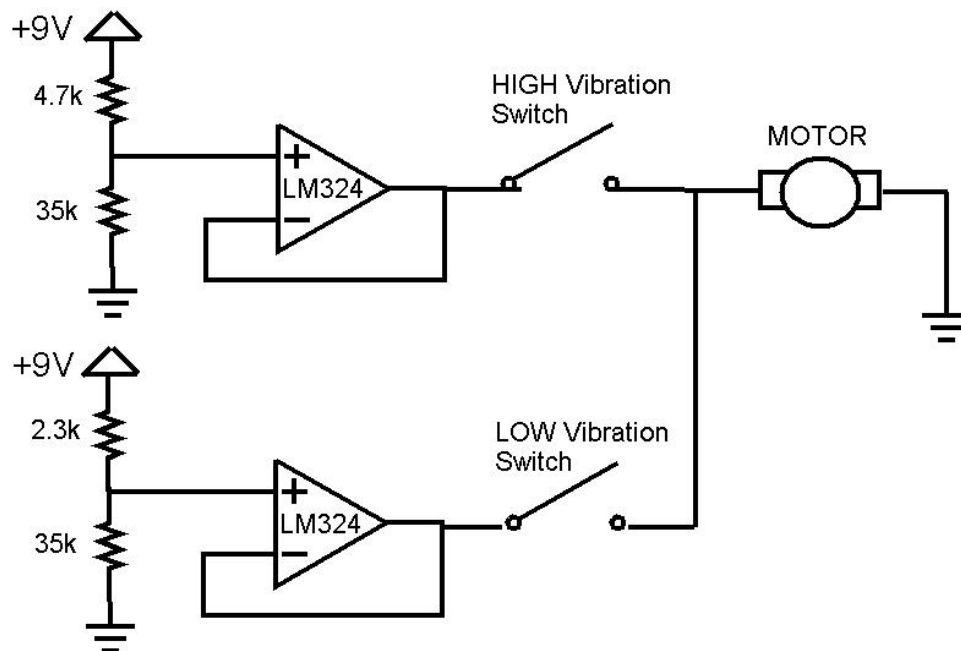 +9V
4.7k
35k
+
LM324
−
HIGH Vibration
Switch
MOTOR
+9V
2.3k
35k
+
LM324
−
LOW Vibration
Switch